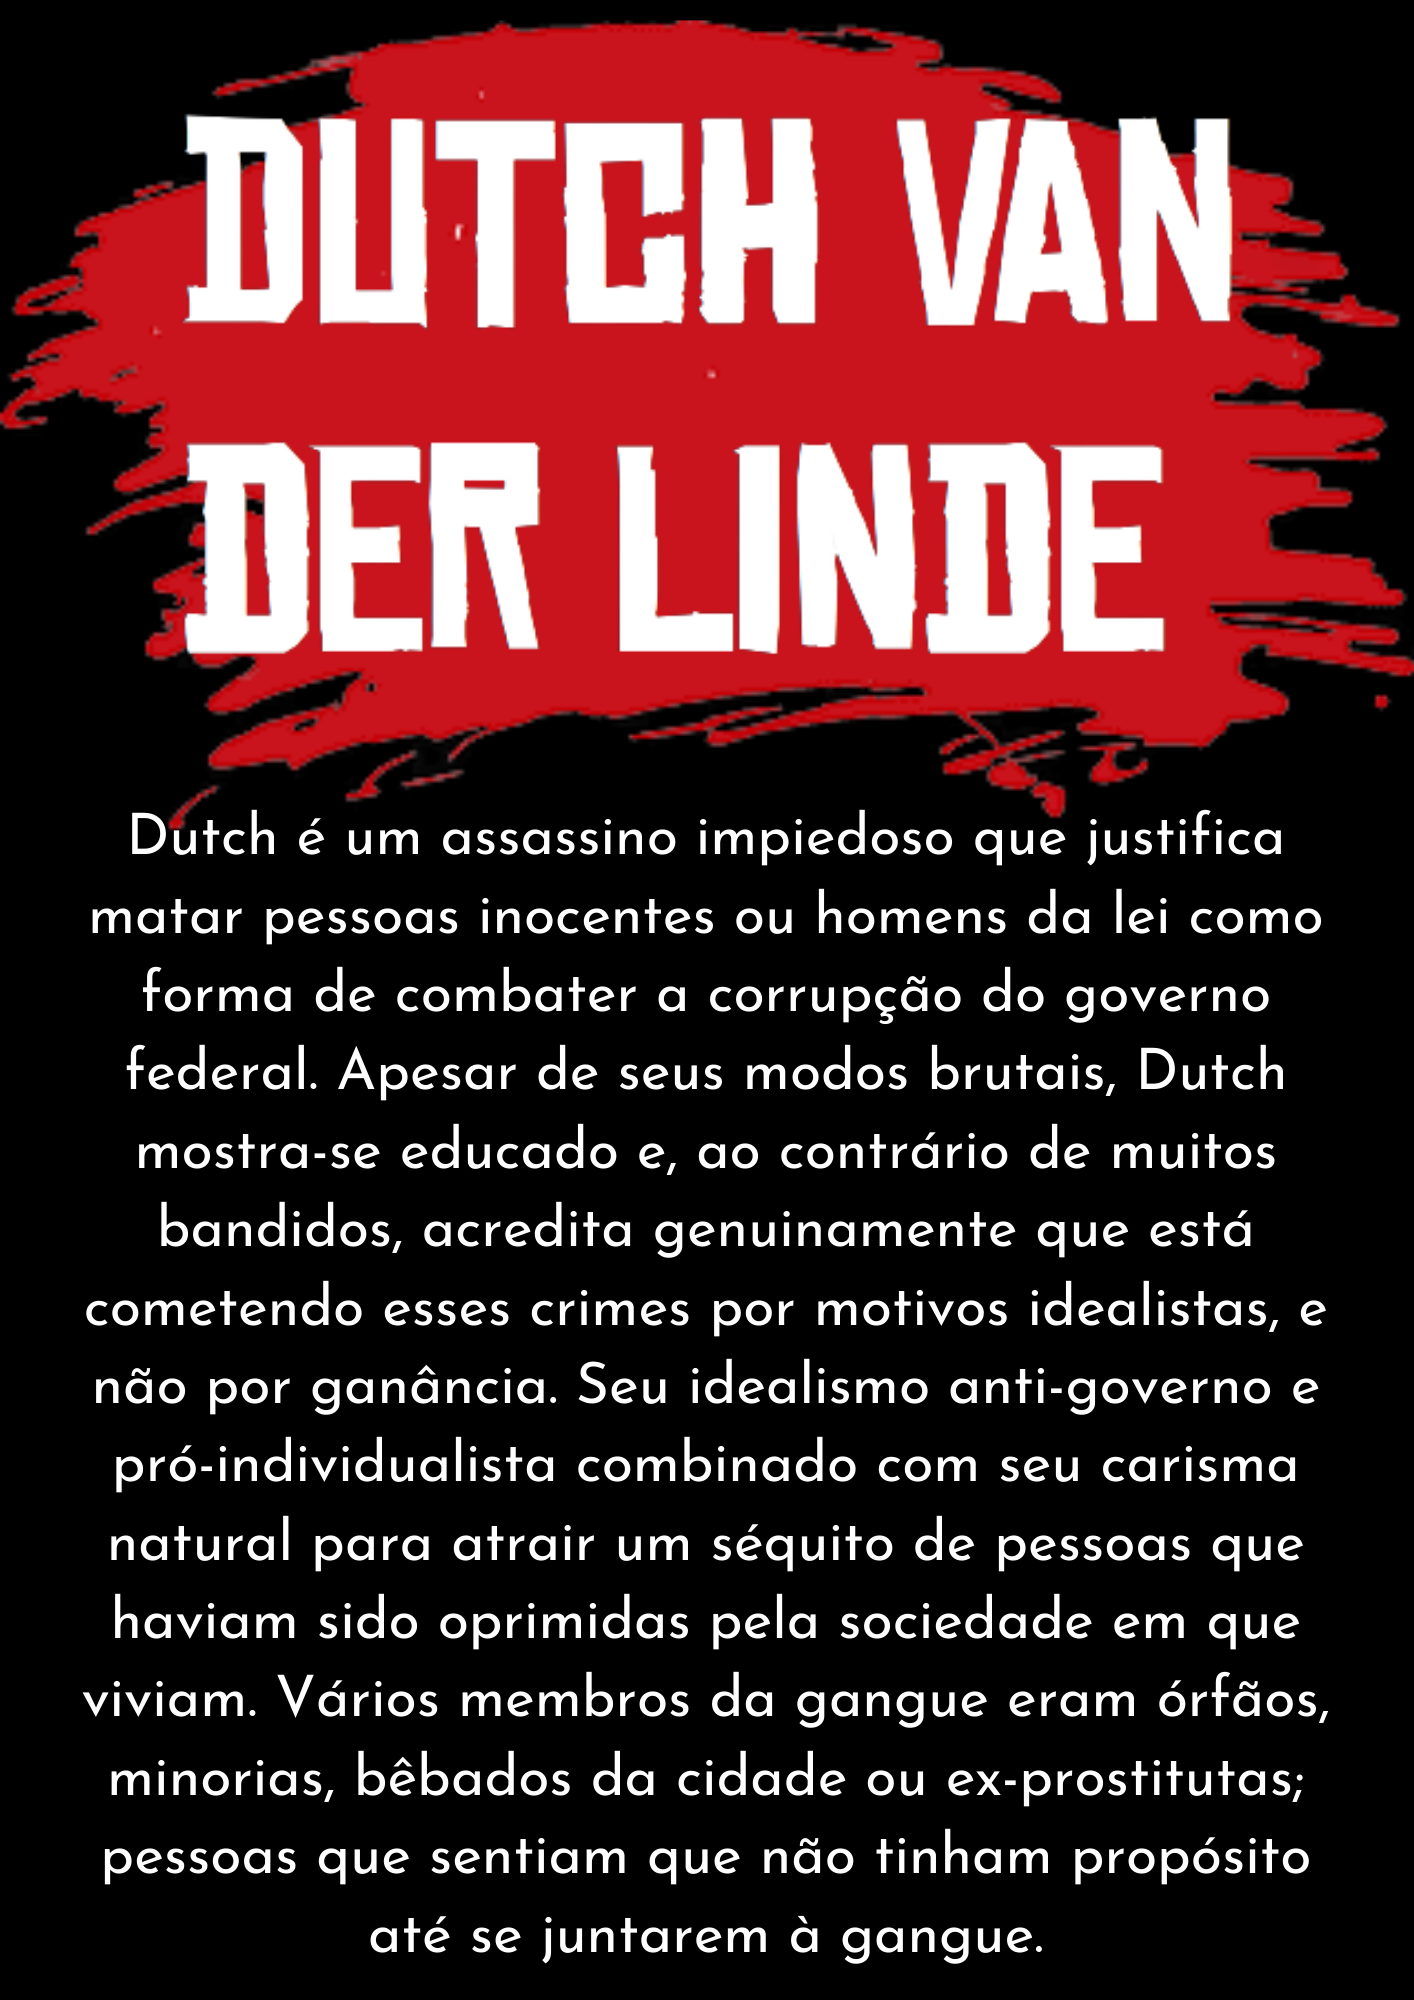 DUTCH VAN
DER LINDE
Dutch é um assassino impiedoso que justifica
matar pessoas inocentes ou homens da lei como
forma de combater a corrupção do governo
federal. Apesar de seus modos brutais, Dutch
mostra-se educado e, ao contrário de muitos
bandidos, acredita genuinamente que está
cometendo esses crimes por motivos idealistas, e
não por ganância. Seu idealismo anti-governo e
pró-individualista combinado com seu carisma
natural para atrair um séquito de pessoas que
haviam sido oprimidas pela sociedade em que
viviam. Vários membros da gangue eram órfãos,
minorias, bêbados da cidade ou ex-prostitutas;
pessoas que sentiam que não tinham propósito
até se juntarem à gangue.